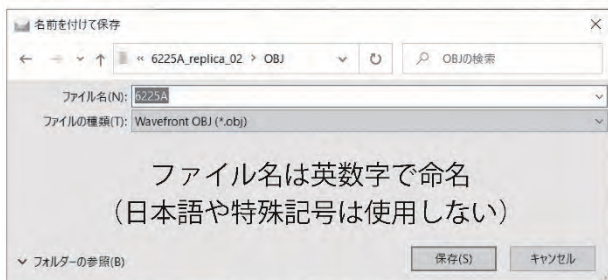 名前を付けて保存
« 6225A_replica_02 > OBJ
OBJの検索
ファイル名(N): 6225A
ファイルの種類(T): Wavefront OBJ (*.obj)
ファイル名は英数字で命名
（日本語や特殊記号は使用しない）
フォルダーの参照(B)
保存(S)
キャンセル